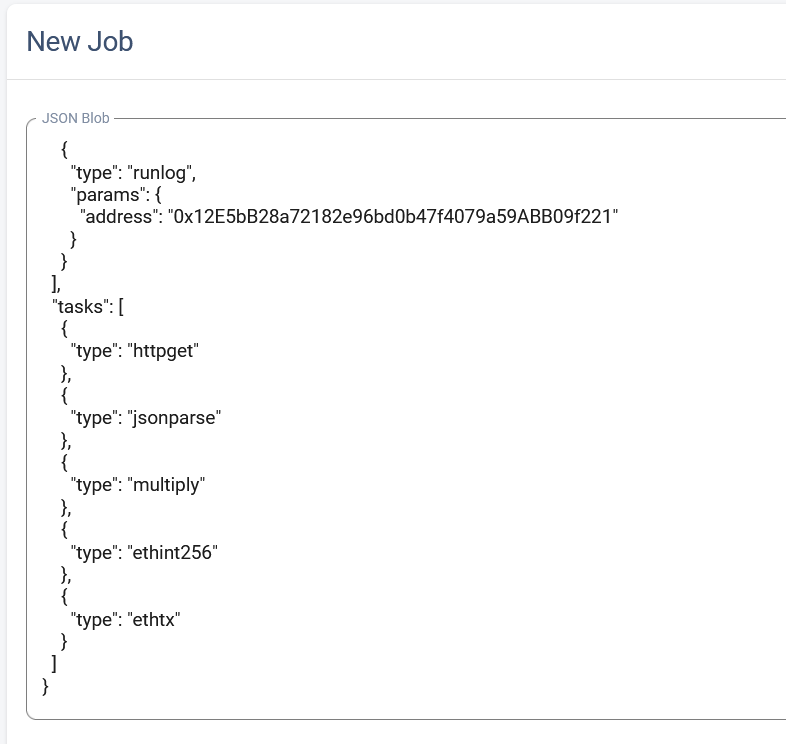 New Job
JSON Blob
{
"type": "runlog",
"params": {
"address": "0x12E5bB28a72182e96bd0b47f4079a59ABB09f221"
}
}
],
"tasks": [
{
"type": "httpget"
},
{
"type": "jsonparse"
},
{
"type": "multiply"
},
{
"type": "ethint256"
},
{
"type": "ethtx"
}
]
}